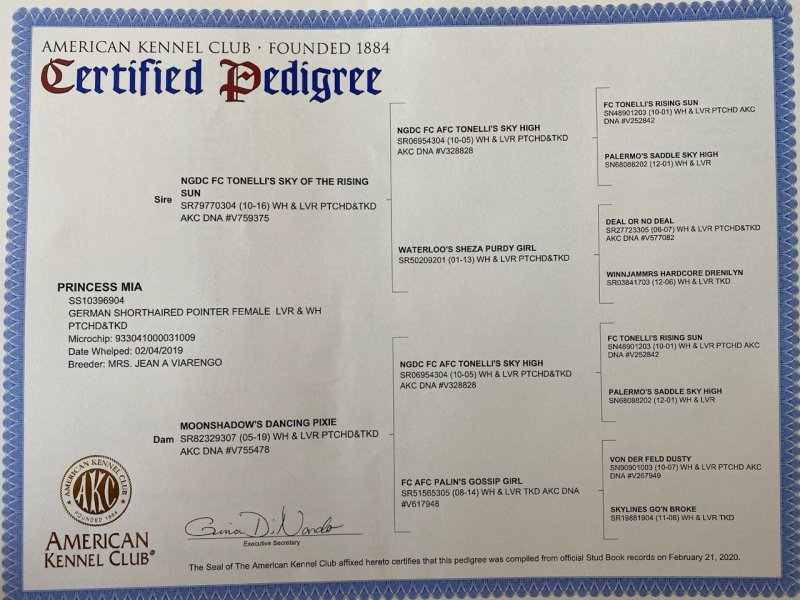 AMERICAN KENNEL CLUB · FOUNDED 1884
Certified Pedigree
Sire
NGDC FC TONELLI'S SKY OF THE RISING
SUN
SR79770304 (10-16) WH & LVR PTCHD&TKD
AKC DNA #V759375
PRINCESS MIA
SS10396904
GERMAN SHORTHAIRED POINTER FEMALE LVR & WH
PTCHD&TKD
Microchip: 933041000031009
Date Whelped: 02/04/2019
Breeder: MRS. JEAN A VIARENGO
Dam
MOONSHADOW'S DANCING PIXIE
SR82329307 (05-19) WH & LVR PTCHD&TKD
AKC DNA #V755478
NGDC FC AFC TONELLI'S SKY HIGH
SR06954304 (10-05) WH & LVR PTCHD&TKD
AKC DNA #V328828
WATERLOO'S SHEZA PURDY GIRL
SR50209201 (01-13) WH & LVR PTCHD&TKD
NGDC FC AFC TONELLI'S SKY HIGH
SR06954304 (10-05) WH & LVR PTCHD&TKD
AKC DNA #V328828
FC AFC PALIN'S GOSSIP GIRL
SR51565305 (08-14) WH & LVR TKD AKC DNA
#V617948
FC TONELLI'S RISING SUN
SN48901203 (10-01) WH & LVR PTCHD AKC
DNA #V252842
PALERMO'S SADDLE SKY HIGH
SN68088202 (12-01) WH & LVR
DEAL OR NO DEAL
SR27723305 (06-07) WH & LVR PTCHD&TKD
AKC DNA #V577082
WINNJAMMRS HARDCORE DRENILYN
SR03841703 (12-06) WH & LVR TKD
FC TONELLI'S RISING SUN
SN48901203 (10-01) WH & LVR PTCHD AKC
DNA #V252842
PALERMO'S SADDLE SKY HIGH
SN68088202 (12-01) WH & LVR
VON DER FELD DUSTY
SN90901003 (10-07) WH & LVR PTCHD AKC
DNA #V267949
SKYLINES GO'N BROKE
SR19881904 (11-08) WH & LVR TKD
AMERICAN KENNEL CLUB
AKC
FOUNDED 1884
AMERICAN
KENNEL CLUB®
Gina DiNardo
Executive Secretary
The Seal of The American Kennel Club affixed hereto certifies that this pedigree was compiled from official Stud Book records on February 21, 2020.